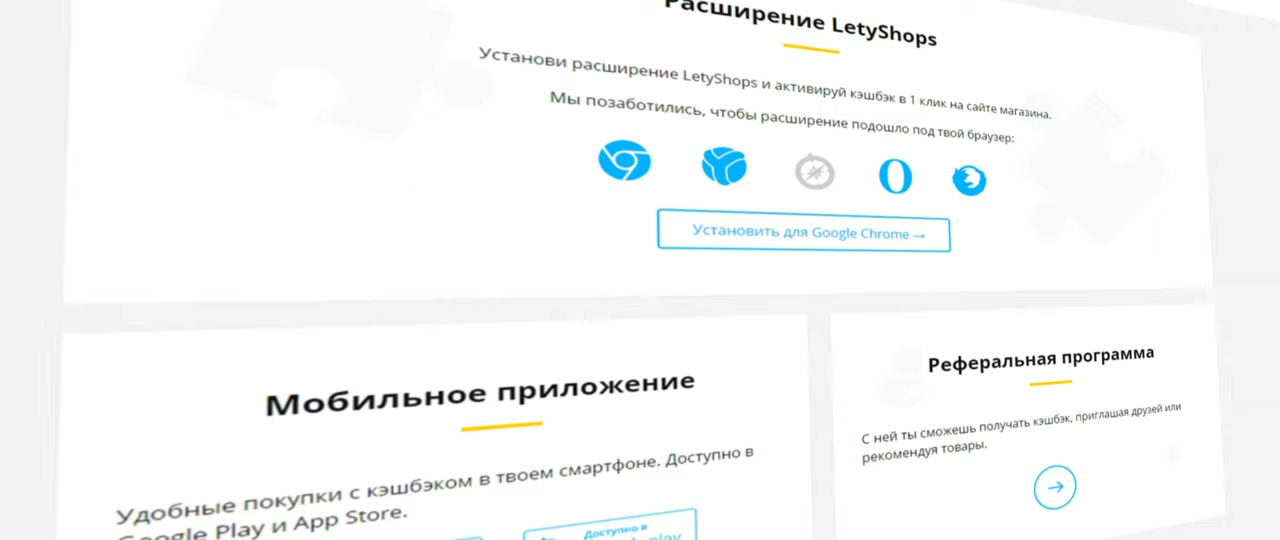 Расширение LetyShops
Установи расширение LetyShops и активируй кэшбэк в 1 клик на сайте магазина.
Мы позаботились, чтобы расширение подошло под твой браузер:
Установить для Google Chrome →
Мобильное приложение
Удобные покупки с кэшбэком в твоем смартфоне. Доступно в
Google Play и App Store.
Доступно в
Реферальная программа
С ней ты сможешь получать кэшбэк, приглашая друзей или
рекомендуя товары.